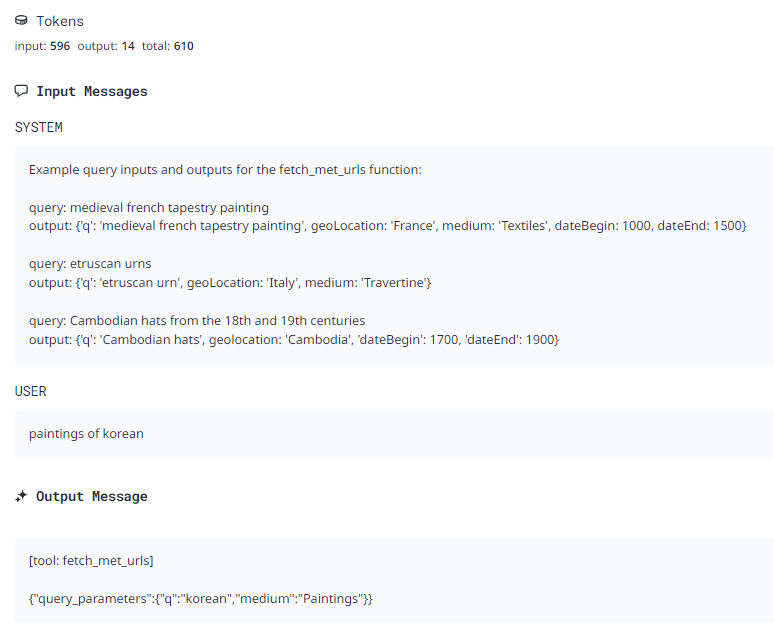 Tokens
input: 596 output: 14 total: 610
Input Messages
SYSTEM
Example query inputs and outputs for the fetch_met_urls function:
query: medieval french tapestry painting
output: {'q': 'medieval french tapestry painting', geoLocation: 'France', medium: 'Textiles', dateBegin: 1000, dateEnd: 1500}
query: etruscan urns
output: {'q': 'etruscan urn', geoLocation: 'Italy', medium: 'Travertine'}
query: Cambodian hats from the 18th and 19th centuries
output: {'q': 'Cambodian hats', geolocation: 'Cambodia', 'dateBegin': 1700, 'dateEnd': 1900}
USER
paintings of korean
Output Message
[tool: fetch_met_urls]
{"query_parameters":{"q":"korean","medium":"Paintings"}}